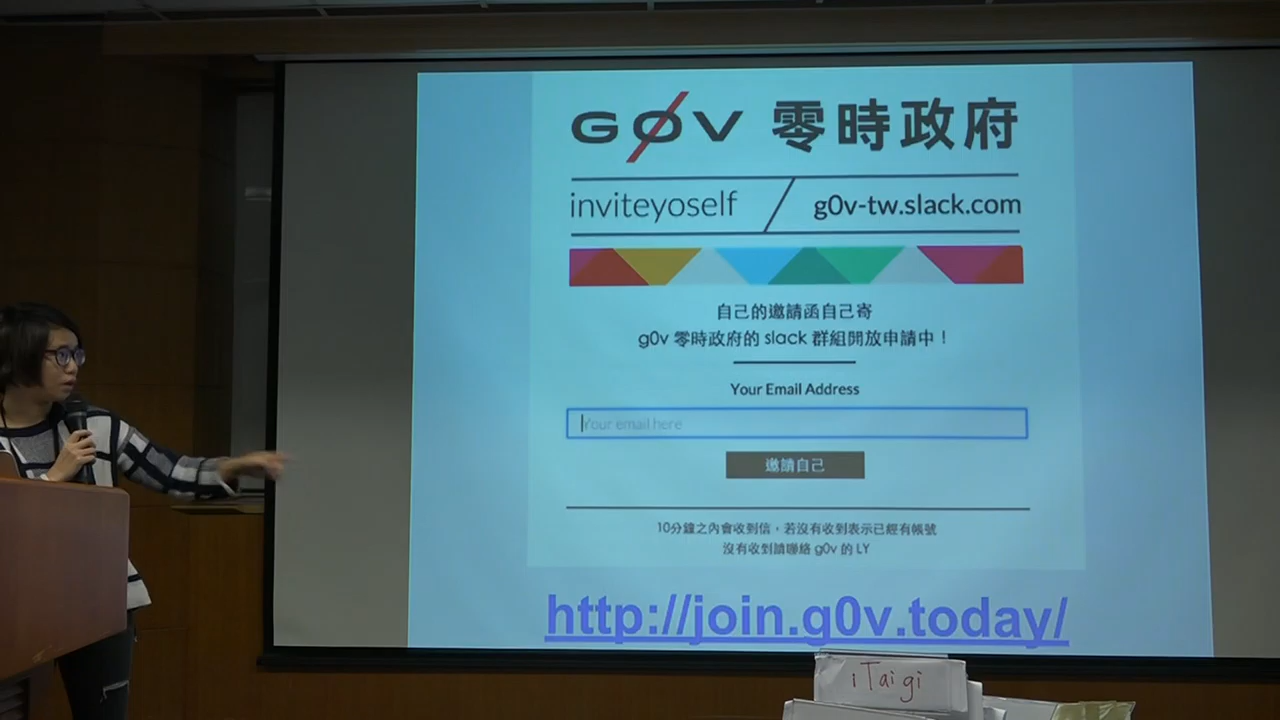 G0V 零時政府
inviteyoself / g0v-tw.slack.com
自己的邀請函自己寄
g0v 零時政府的 slack 群組開放申請中！
Your Email Address
Your email here
邀請自己
10分鐘之內會收到信，若沒有收到表示已經有帳號
沒有收到請聯絡 g0v 的 LY
http://join.g0v.today/
iTaigi